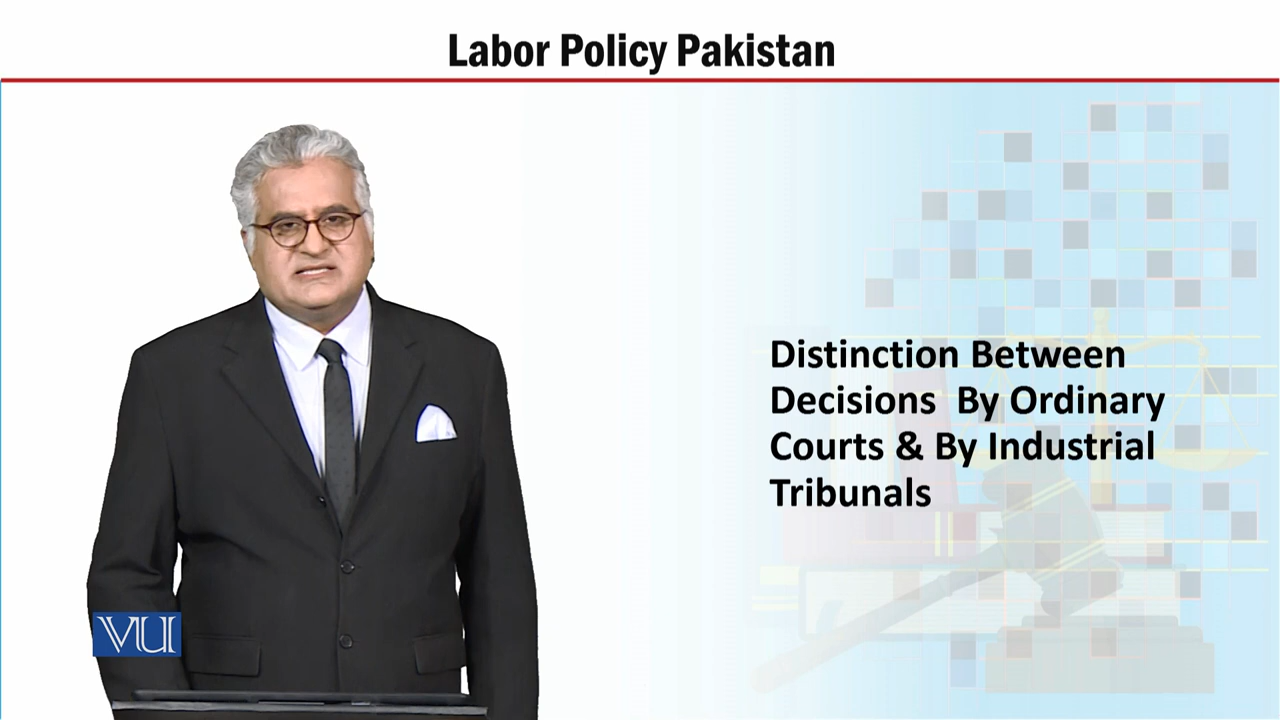 Labor Policy Pakistan
Distinction Between
Decisions By Ordinary
Courts & By Industrial
Tribunals
VU